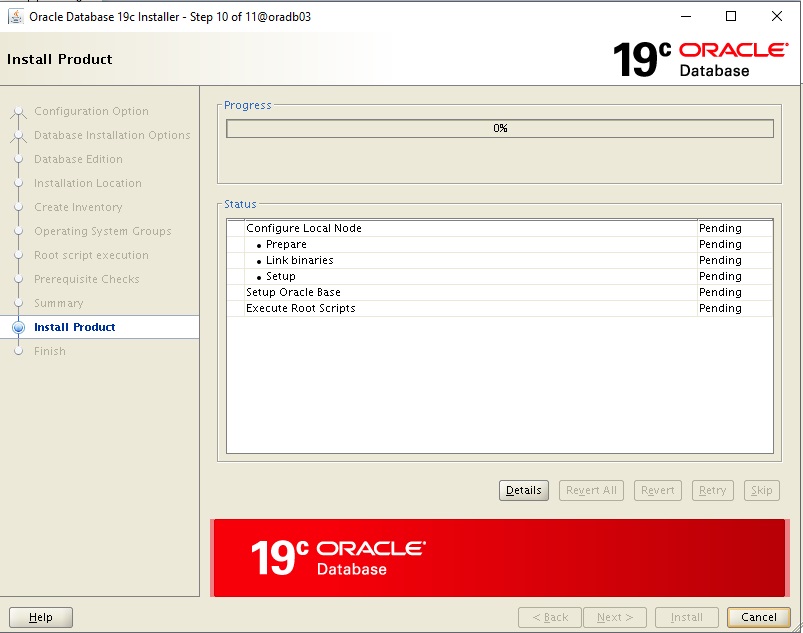 Oracle Database 19c Installer - Step 10 of 11@oradb03
Install Product
19c ORACLE
Database
Configuration Option
Database Installation Options
Database Edition
Installation Location
Create Inventory
Operating System Groups
Root script execution
Prerequisite Checks
Summary
Install Product
Finish
Progress
0%
Status
Configure Local Node Pending
• Prepare Pending
• Link binaries Pending
• Setup Pending
Setup Oracle Base Pending
Execute Root Scripts Pending
Details Revert All Revert Retry Skip
19c ORACLE
Database
Help < Back Next > Install Cancel